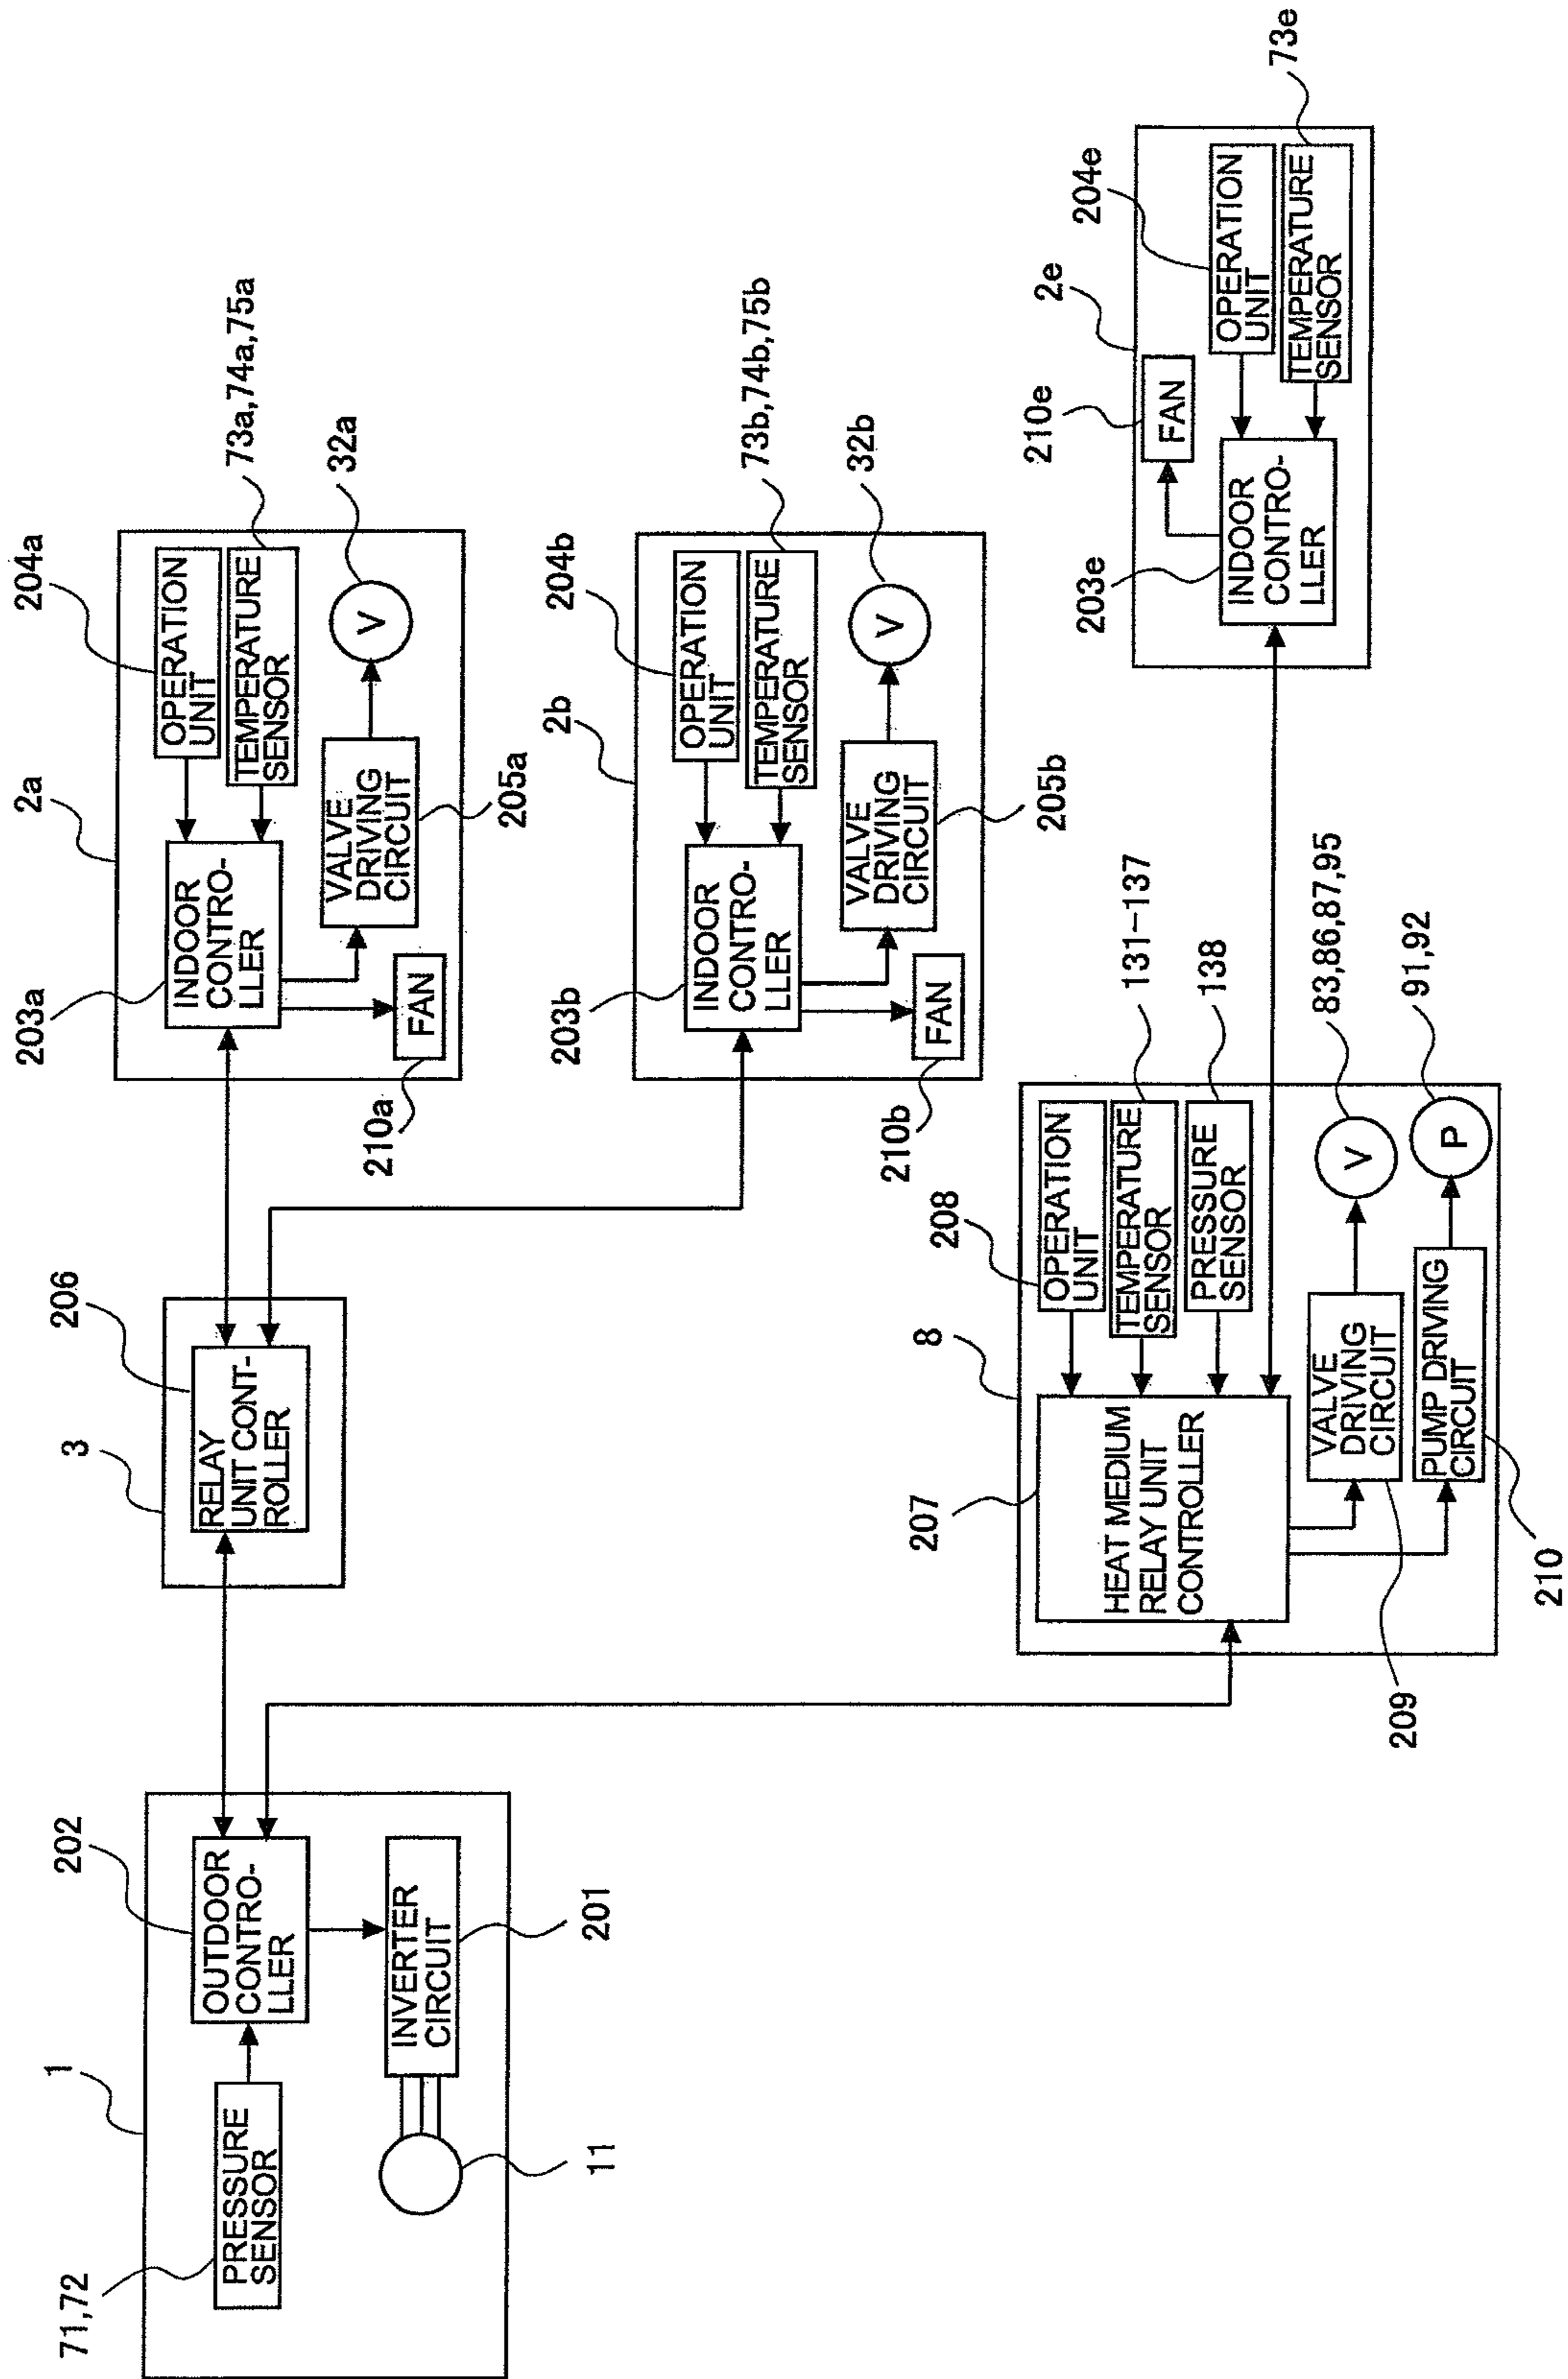 1
71,72
PRESSURE
SENSOR
202
OUTDOOR
CONTRO-
LLER
INVERTER
CIRCUIT
201
11
3
206
RELAY
UNIT CONT-
ROLLER
2a
203a
INDOOR
CONTRO-
LLER
204a
OPERATION
UNIT
TEMPERATURE
SENSOR
73a,74a,75a
VALVE
DRIVING
CIRCUIT
205a
V
32a
FAN
210a
2b
203b
INDOOR
CONTRO-
LLER
204b
OPERATION
UNIT
TEMPERATURE
SENSOR
73b,74b,75b
VALVE
DRIVING
CIRCUIT
205b
V
32b
FAN
210b
8
207
HEAT MEDIUM
RELAY UNIT
CONTROLLER
208
OPERATION
UNIT
TEMPERATURE
SENSOR
131-137
PRESSURE
SENSOR
138
VALVE
DRIVING
CIRCUIT
209
V
83,86,87,95
PUMP DRIVING
CIRCUIT
210
P
91,92
2e
210e
FAN
203e
INDOOR
CONTRO-
LLER
204e
OPERATION
UNIT
TEMPERATURE
SENSOR
73e